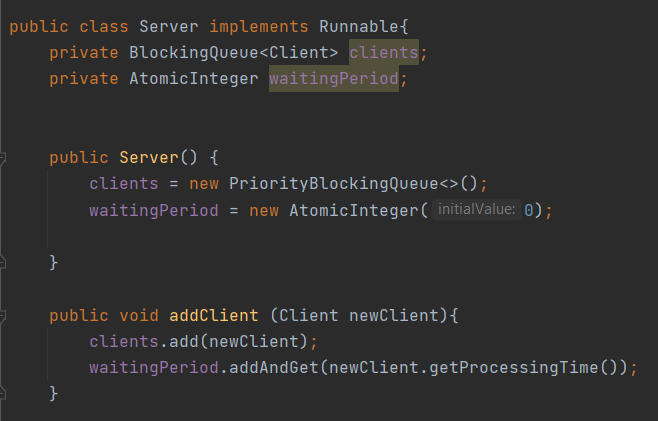 public class Server implements Runnable{
    private BlockingQueue<Client> clients;
    private AtomicInteger waitingPeriod;
    public Server() {
        clients = new PriorityBlockingQueue<>();
        waitingPeriod = new AtomicInteger( initialValue: 0);
    }
    public void addClient (Client newClient){
        clients.add(newClient);
        waitingPeriod.addAndGet(newClient.getProcessingTime());
    }